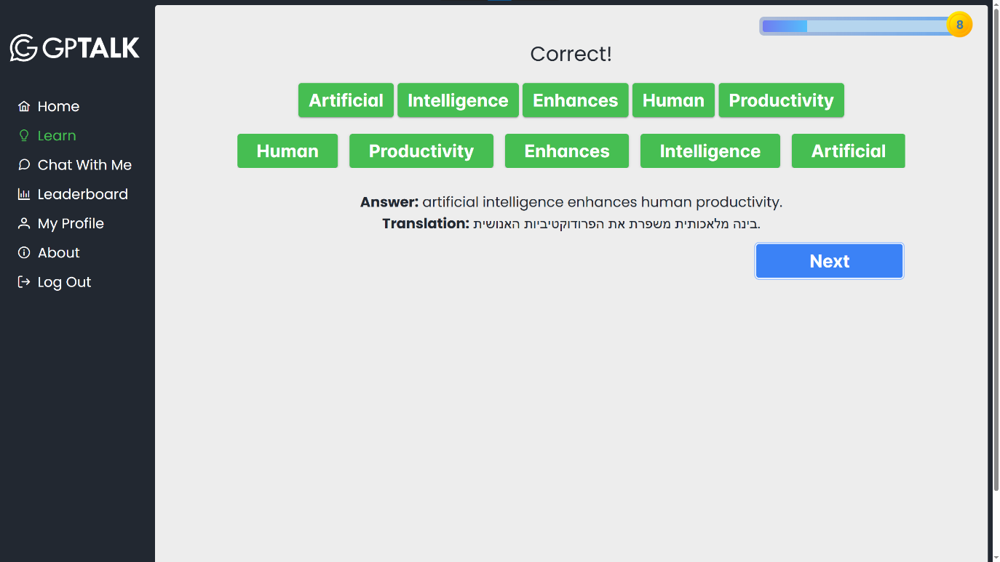 GPTALK
Home
Learn
Chat With Me
Leaderboard
My Profile
About
Log Out
8
Correct!
Artificial Intelligence Enhances Human Productivity
Human Productivity Enhances Intelligence Artificial
Answer: artificial intelligence enhances human productivity.
Translation: בינה מלאכותית משפרת את הפרודוקטיביות האנושית.
Next